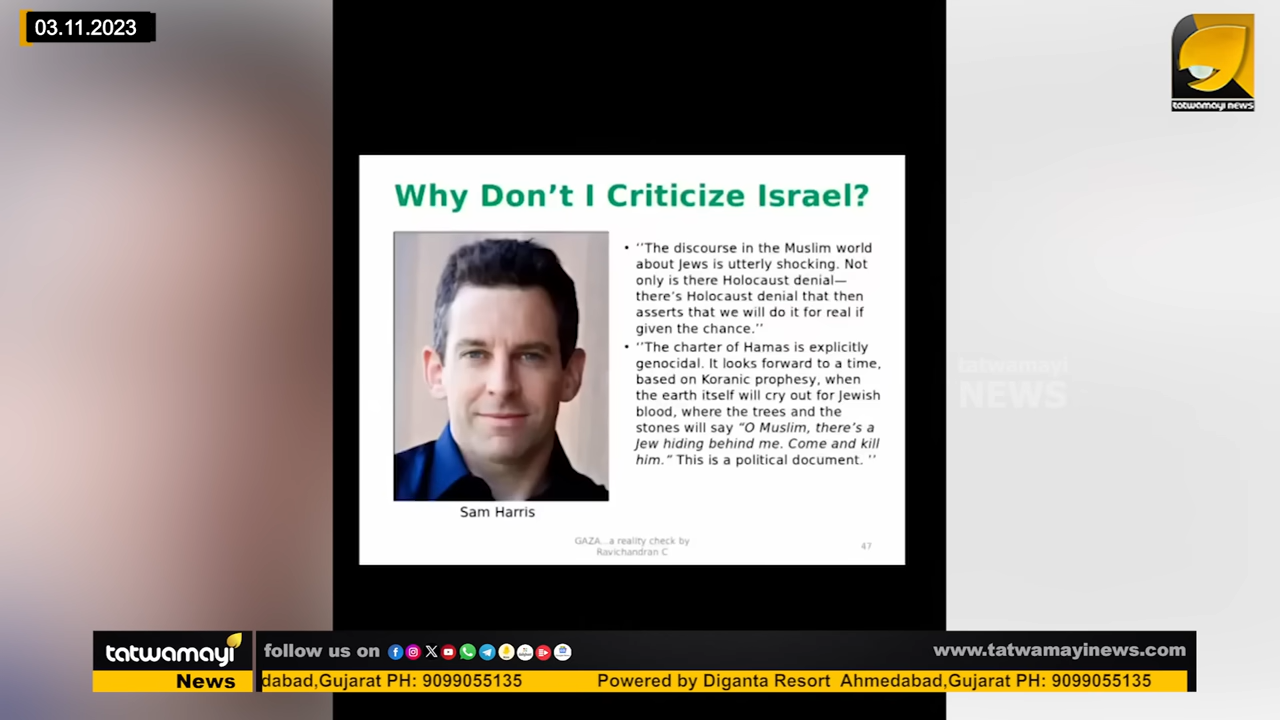 03.11.2023
tatwamayi news
Why Don’t I Criticize Israel?
• ‘‘The discourse in the Muslim world
about Jews is utterly shocking. Not
only is there Holocaust denial—
there’s Holocaust denial that then
asserts that we will do it for real if
given the chance.’’
• ‘‘The charter of Hamas is explicitly
genocidal. It looks forward to a time,
based on Koranic prophesy, when
the earth itself will cry out for Jewish
blood, where the trees and the
stones will say “O Muslim, there’s a
Jew hiding behind me. Come and kill
him.” This is a political document. ’’
Sam Harris
GAZA...a reality check by
Ravichandran C
47
tatwamayi
NEWS
tatwamayi
News
follow us on
www.tatwamayinews.com
dabad,Gujarat PH: 9099055135 Powered by Diganta Resort Ahmedabad,Gujarat PH: 9099055135